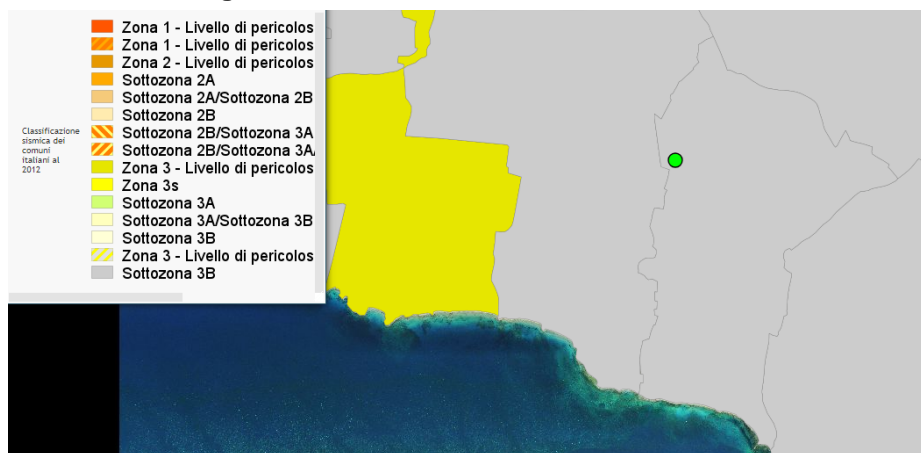 Classificazione
sismica dei
comuni
italiani al
2012
Zona 1 - Livello di pericolos
Zona 1 - Livello di pericolos
Zona 2 - Livello di pericolos
Sottozona 2A
Sottozona 2A/Sottozona 2B
Sottozona 2B
Sottozona 2B/Sottozona 3A
Sottozona 2B/Sottozona 3A/
Zona 3 - Livello di pericolos
Zona 3s
Sottozona 3A
Sottozona 3A/Sottozona 3B
Sottozona 3B
Zona 3 - Livello di pericolos
Sottozona 3B